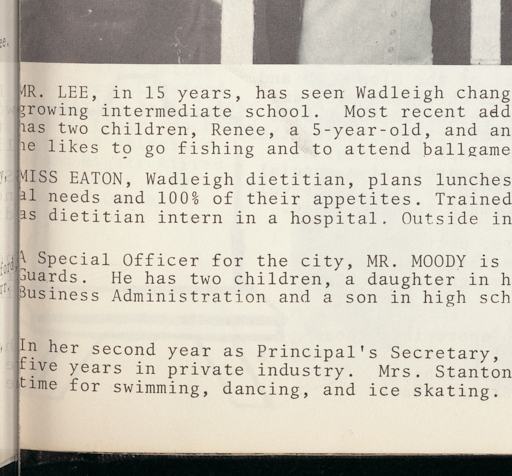 MR. LEE, in 15 years, has seen Wadleigh chang
growing intermediate school. Most recent add
has two children, Renee, a 5-year-old, and an
he likes to go fishing and to attend ballgame
MISS EATON, Wadleigh dietitian, plans lunches
al needs and 100% of their appetites. Trained
as dietitian intern in a hospital. Outside in
A Special Officer for the city, MR. MOODY is
Guards. He has two children, a daughter in h
Business Administration and a son in high sch
In her second year as Principal's Secretary,
five years in private industry. Mrs. Stanton
time for swimming, dancing, and ice skating.